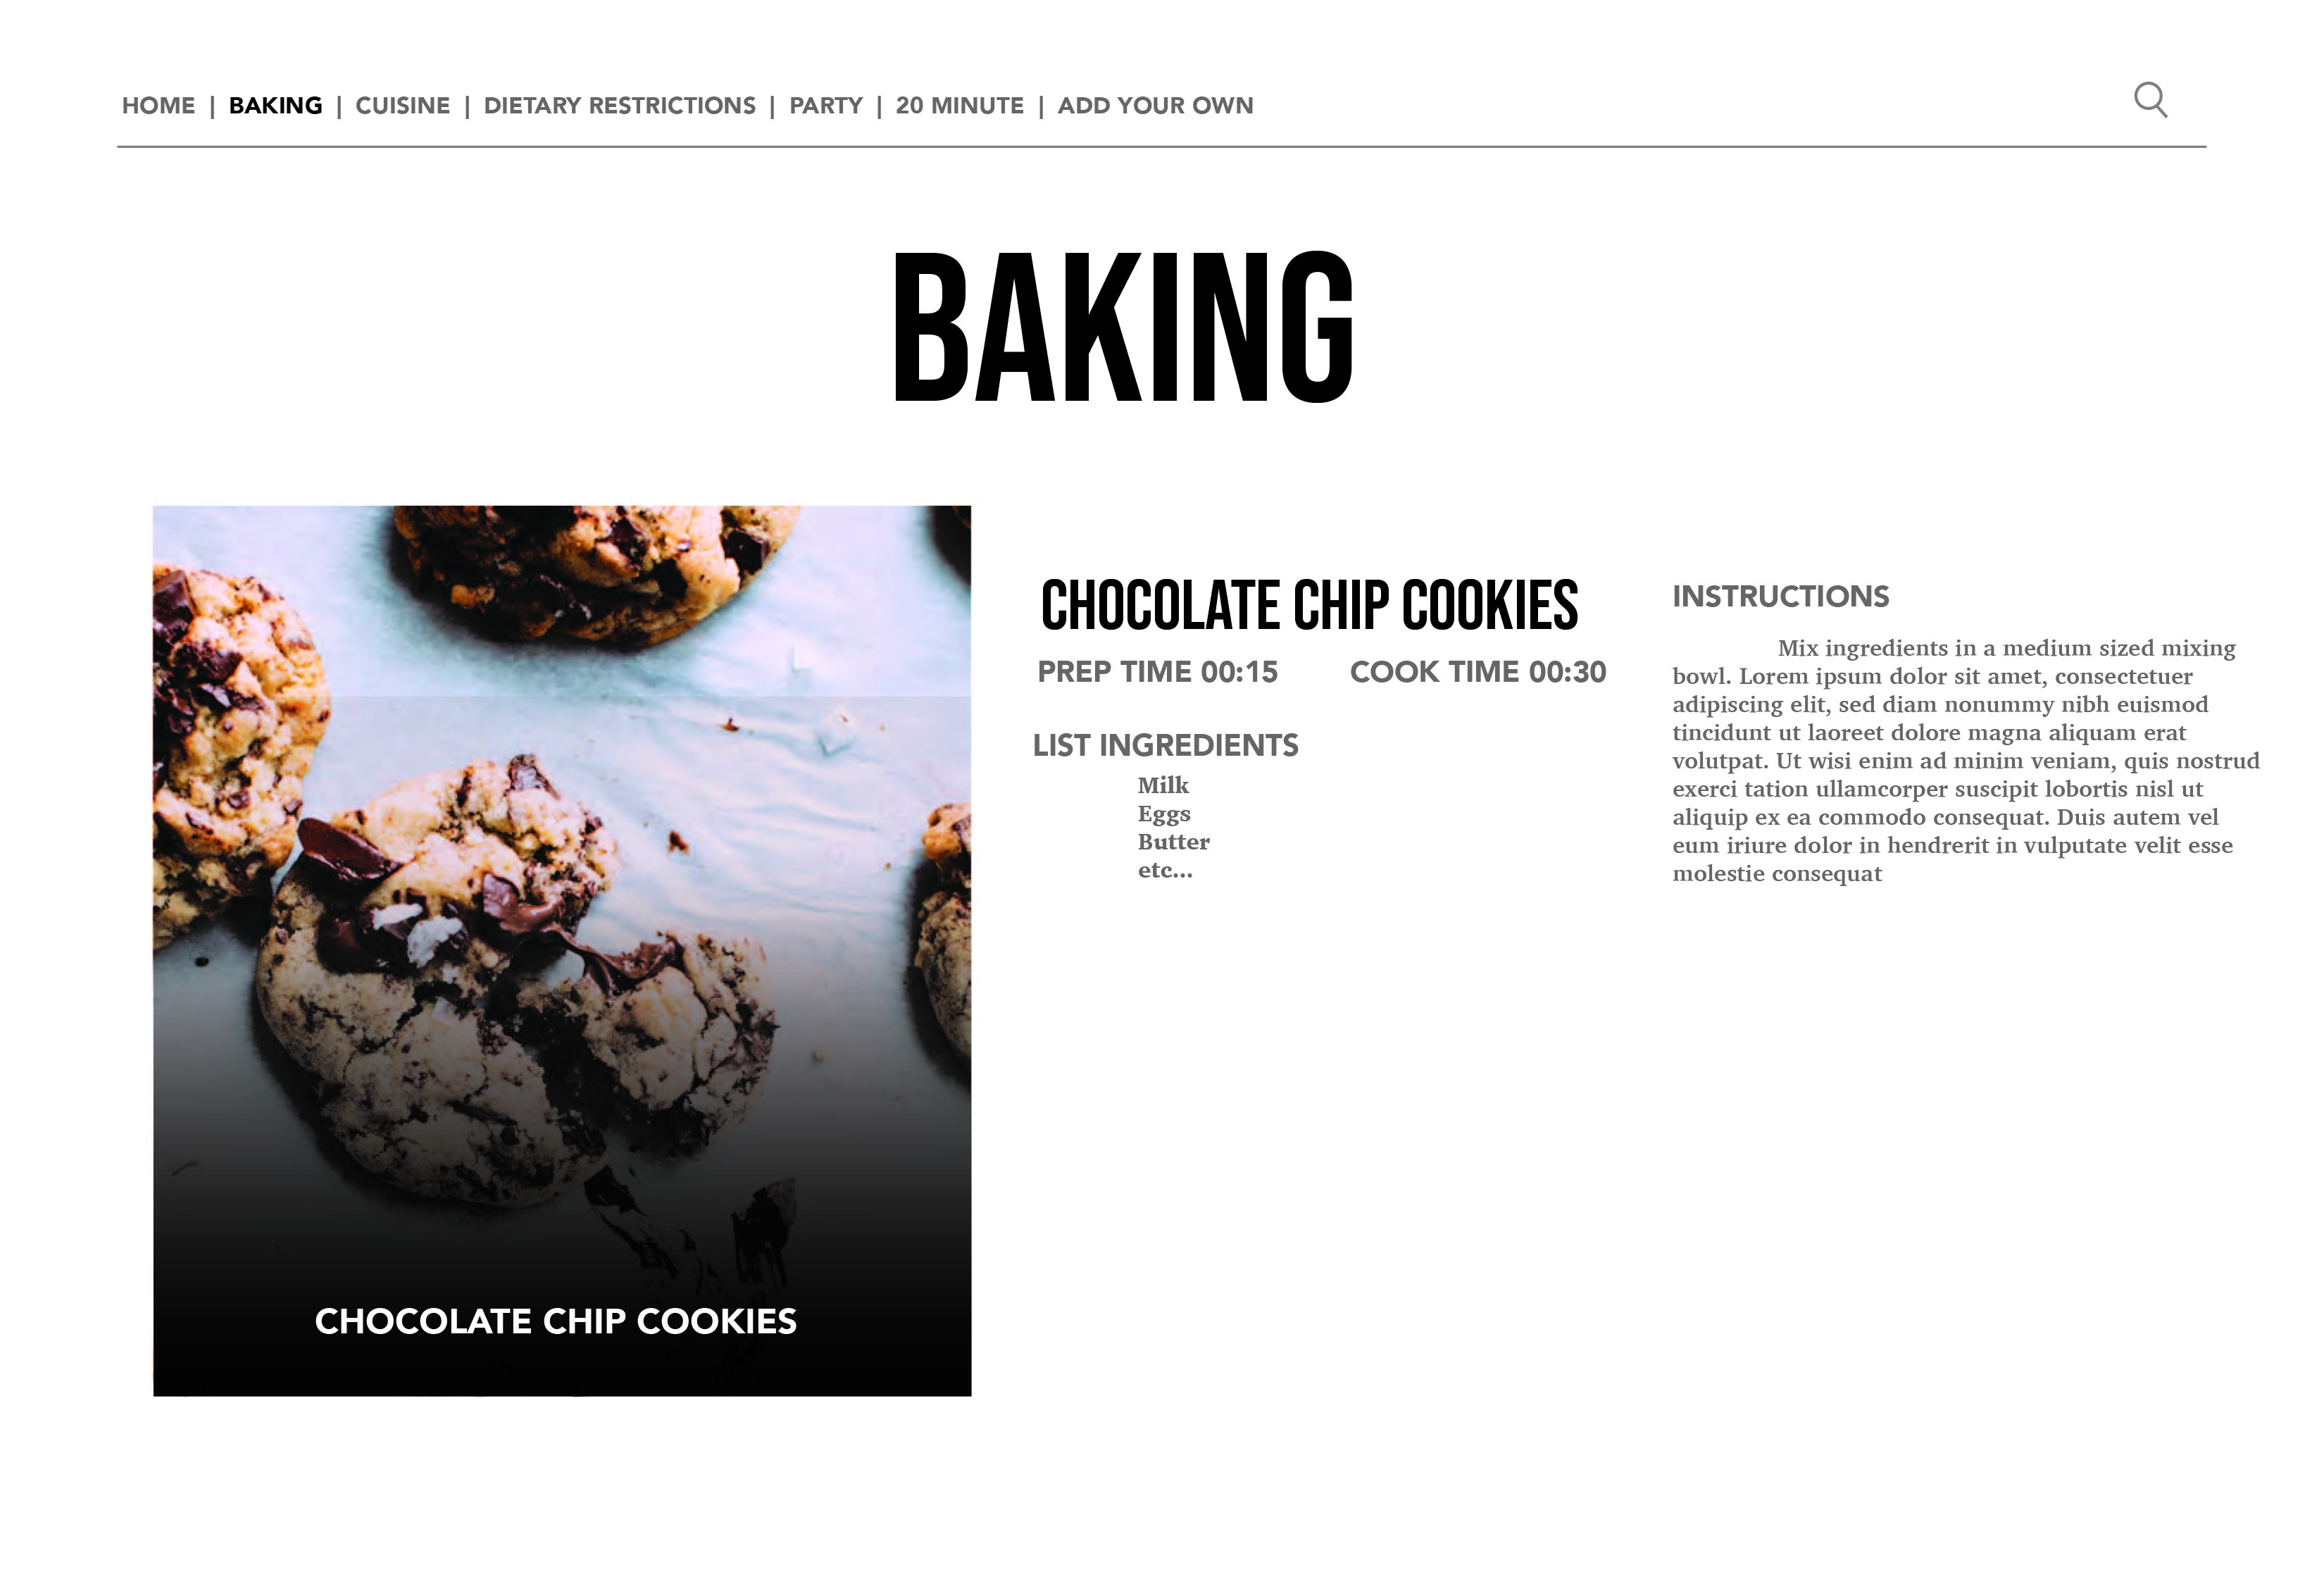 HOME | BAKING | CUISINE | DIETARY RESTRICTIONS | PARTY | 20 MINUTE | ADD YOUR OWN
BAKING
CHOCOLATE CHIP COOKIES
CHOCOLATE CHIP COOKIES
PREP TIME 00:15 COOK TIME 00:30
LIST INGREDIENTS
Milk
Eggs
Butter
etc...
INSTRUCTIONS
Mix ingredients in a medium sized mixing
bowl. Lorem ipsum dolor sit amet, consectetuer
adipiscing elit, sed diam nonummy nibh euismod
tincidunt ut laoreet dolore magna aliquam erat
volutpat. Ut wisi enim ad minim veniam, quis nostrud
exerci tation ullamcorper suscipit lobortis nisl ut
aliquip ex ea commodo consequat. Duis autem vel
eum iriure dolor in hendrerit in vulputate velit esse
molestie consequat